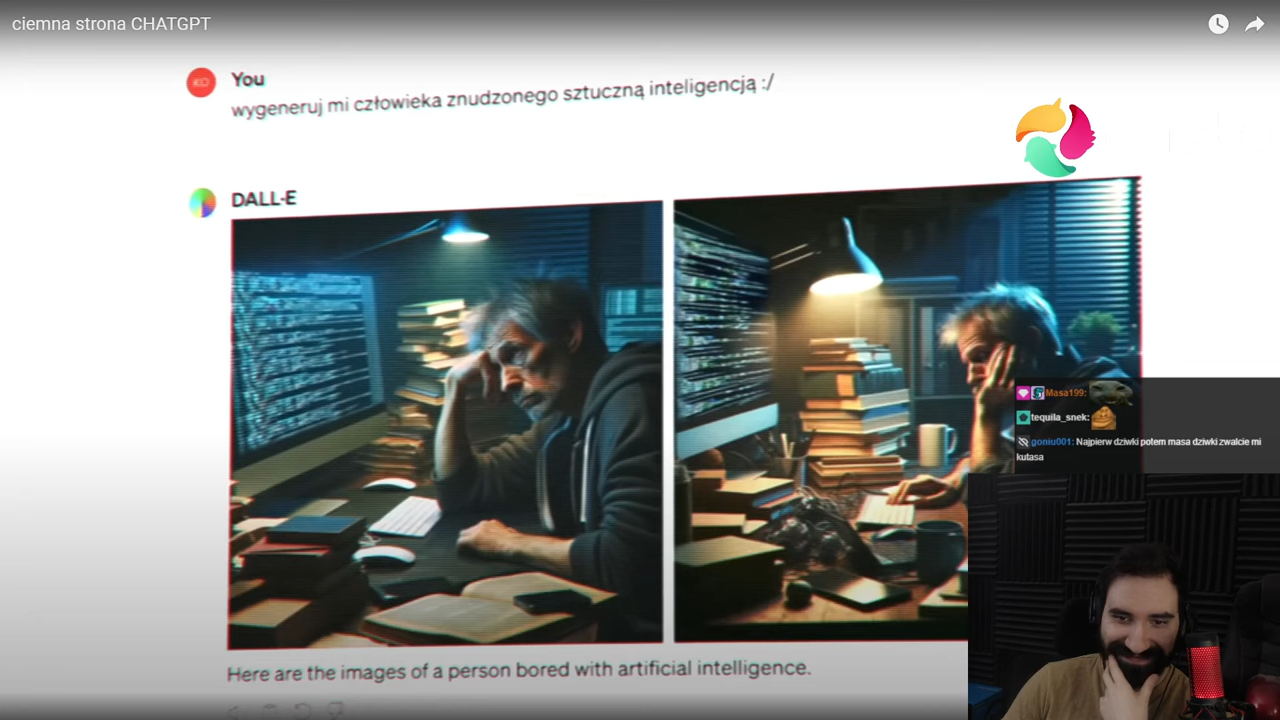 ciemna strona CHATGPT
You
wygeneruj mi człowieka znudzonego sztuczną inteligencją :/
DALL·E
Masa199:
tequila_snek:
goniu001: Najpierw dziwki potem masa dziwki zwalcie mi
kutasa
Here are the images of a person bored with artificial intelligence.